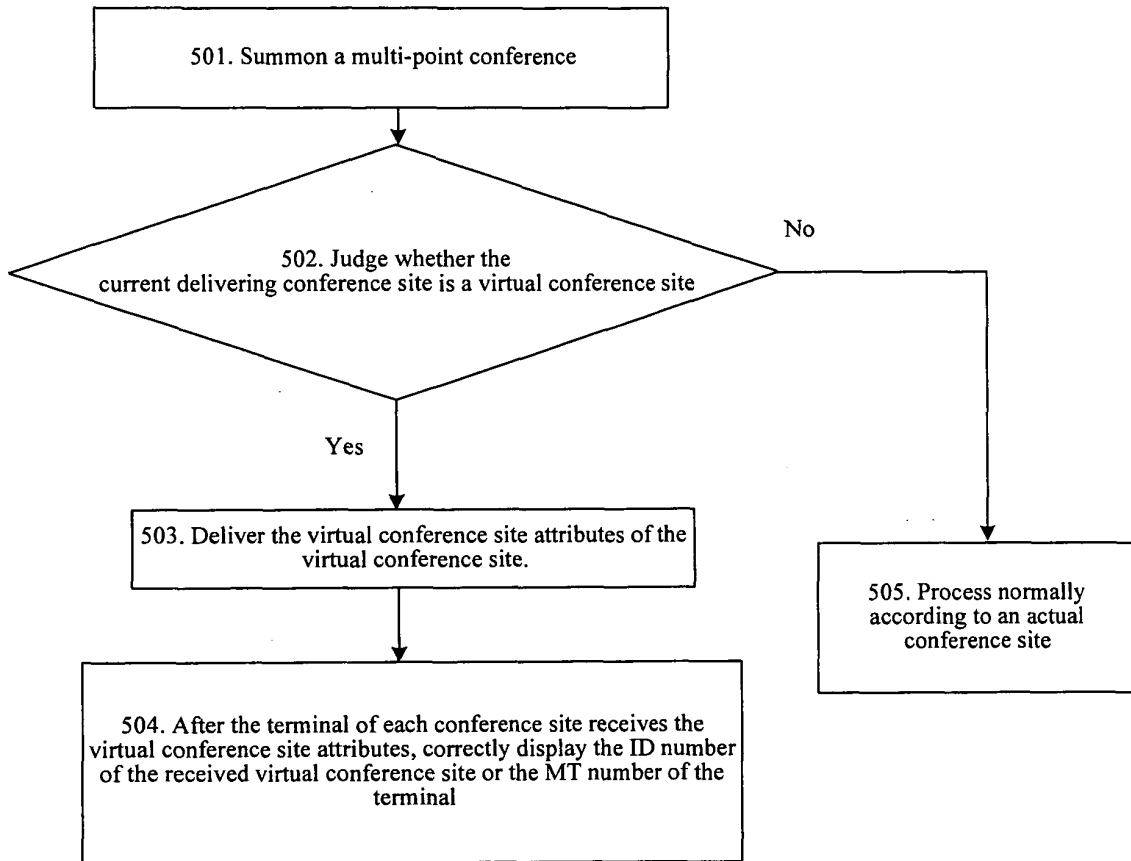 501. Summon a multi-point conference
502. Judge whether the
current delivering conference site is a virtual conference site
No
Yes
503. Deliver the virtual conference site attributes of the
virtual conference site.
505. Process normally
according to an actual
conference site
504. After the terminal of each conference site receives the
virtual conference site attributes, correctly display the ID number
of the received virtual conference site or the MT number of the
terminal